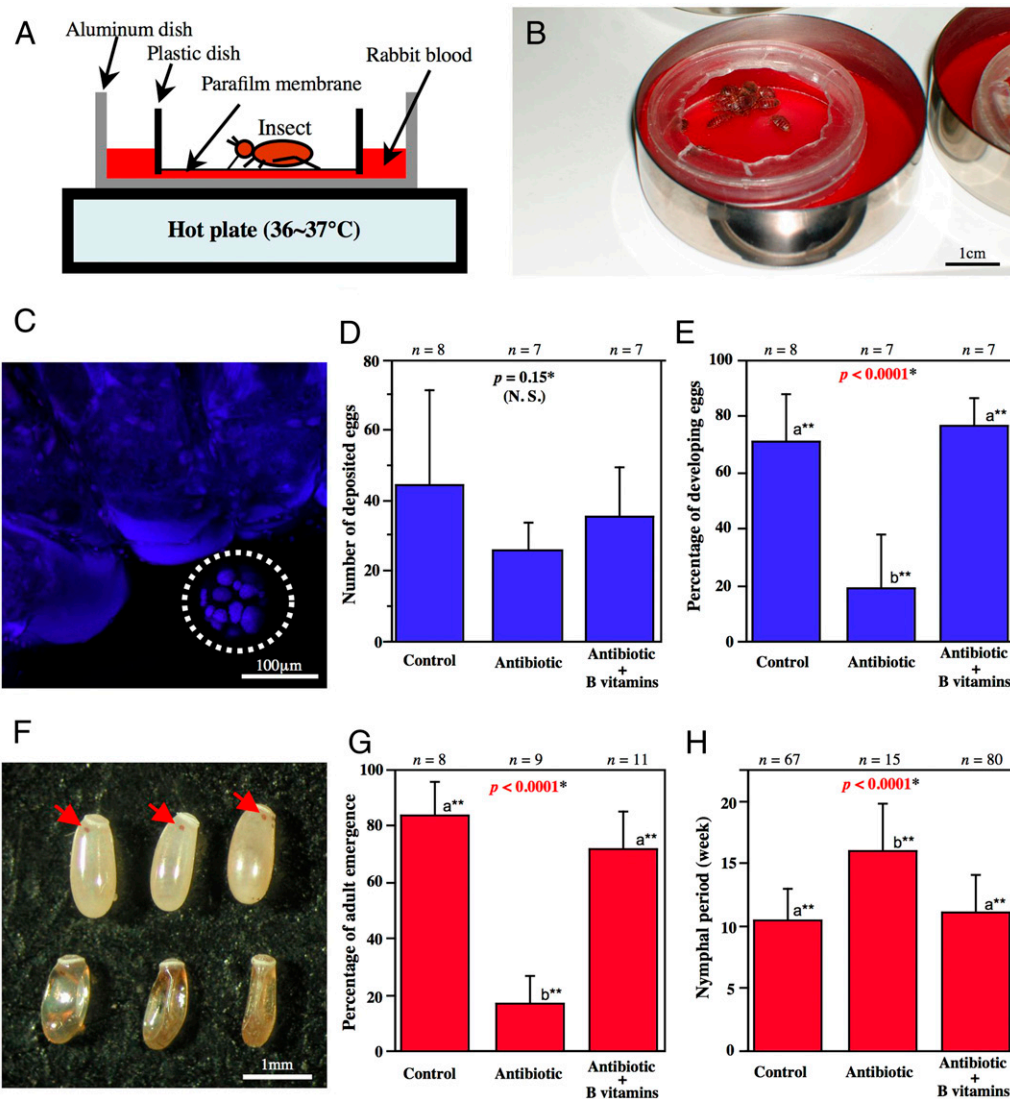 A
Aluminum dish
Plastic dish
Parafilm membrane
Rabbit blood
Insect
Hot plate (36~37°C)
B
1cm
C
100μm
D
n = 8
n = 7
n = 7
p = 0.15*
(N. S.)
Number of deposited eggs
80
60
40
20
0
Control
Antibiotic
Antibiotic
+
B vitamins
E
n = 8
n = 7
n = 7
p < 0.0001*
Percentage of developing eggs
100
80
60
40
20
0
a**
b**
a**
Control
Antibiotic
Antibiotic
+
B vitamins
F
1mm
G
n = 8
n = 9
n = 11
p < 0.0001*
Percentage of adult emergence
100
80
60
40
20
0
a**
b**
a**
Control
Antibiotic
Antibiotic
+
B vitamins
H
n = 67
n = 15
n = 80
p < 0.0001*
Nymphal period (week)
20
15
10
5
0
a**
b**
a**
Control
Antibiotic
Antibiotic +
B vitamins